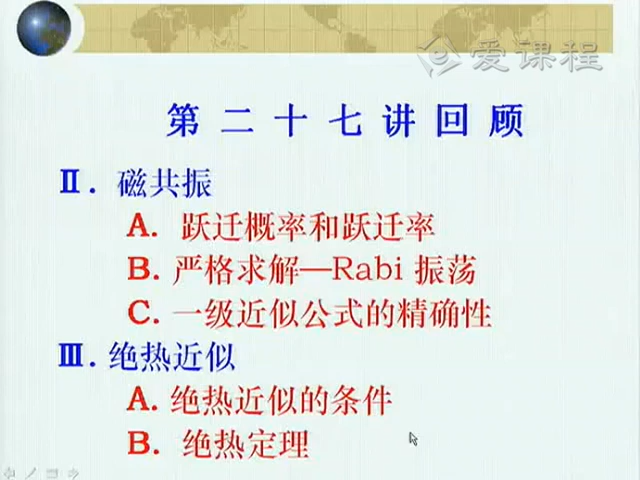 爱课程
第二十七讲回顾
Ⅱ. 磁共振
A. 跃迁概率和跃迁率
B. 严格求解—Rabi 振荡
C. 一级近似公式的精确性
Ⅲ. 绝热近似
A. 绝热近似的条件
B. 绝热定理